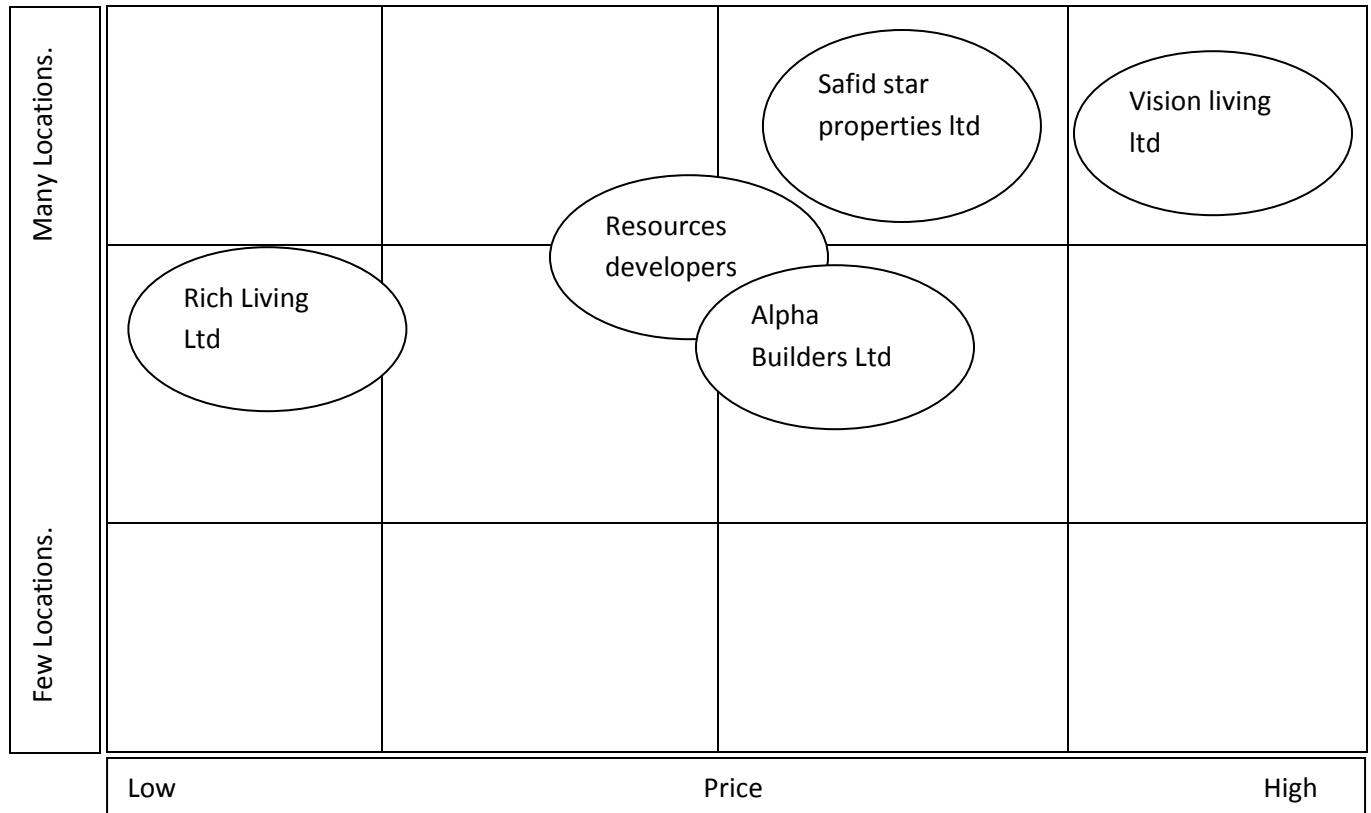 Many Locations.
Few Locations.
Safid star
properties ltd
Vision living
ltd
Resources
developers
Rich Living
Ltd
Alpha
Builders Ltd
Low Price High